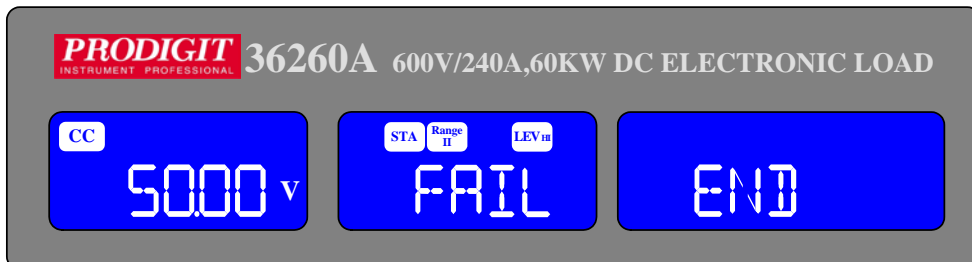 PRODIGIT 36260A 600V/240A,60KW DC ELECTRONIC LOAD
INSTRUMENT PROFESSIONAL
CC STA Range II LEV HI
50.00 V FAIL END